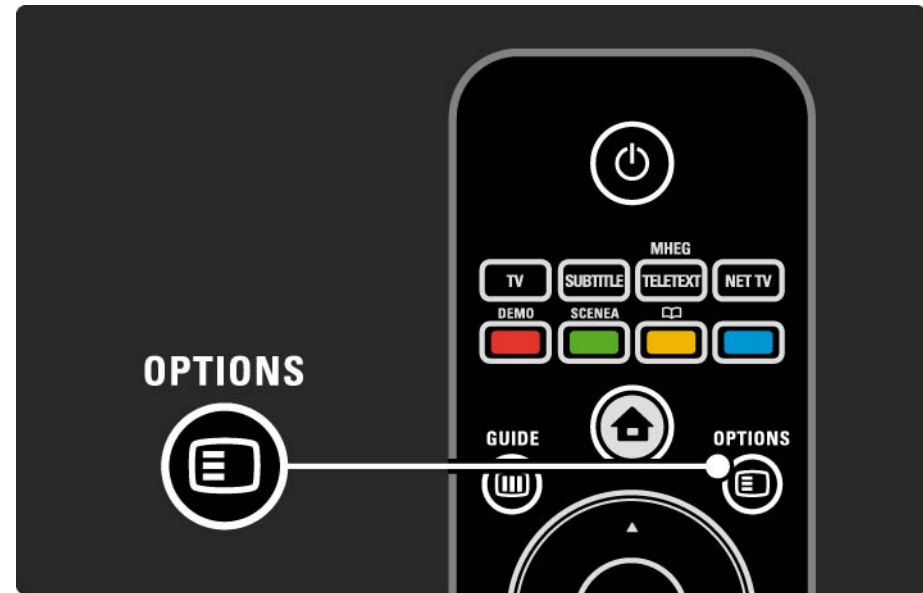 MHEG
TV SUBTITLE TELETEXT NET TV
DEMO SCENEA
OPTIONS
GUIDE OPTIONS